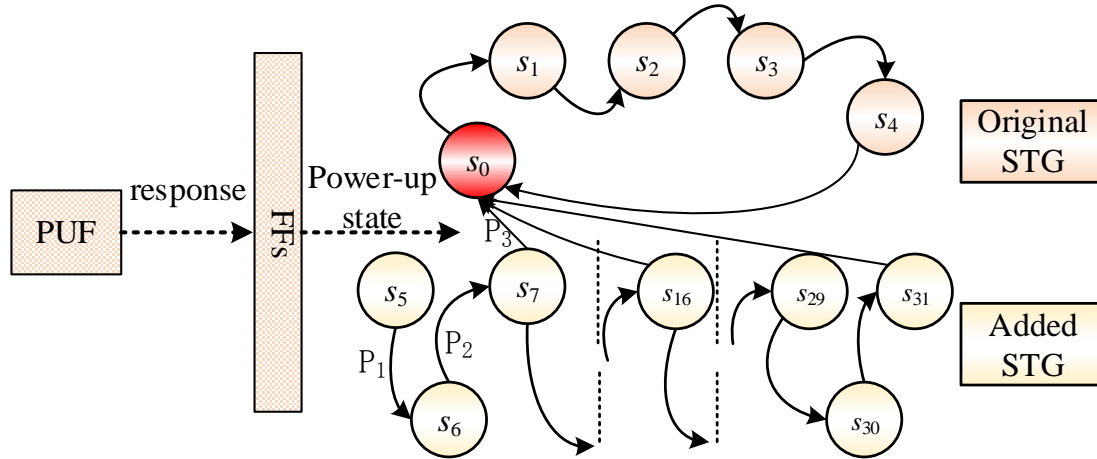 s1
s2
s3
s4
Original
STG
s0
response
Power-up
state
PUF
FFs
P3
s5
s7
s16
s29
s31
P1
P2
Added
STG
s6
s30